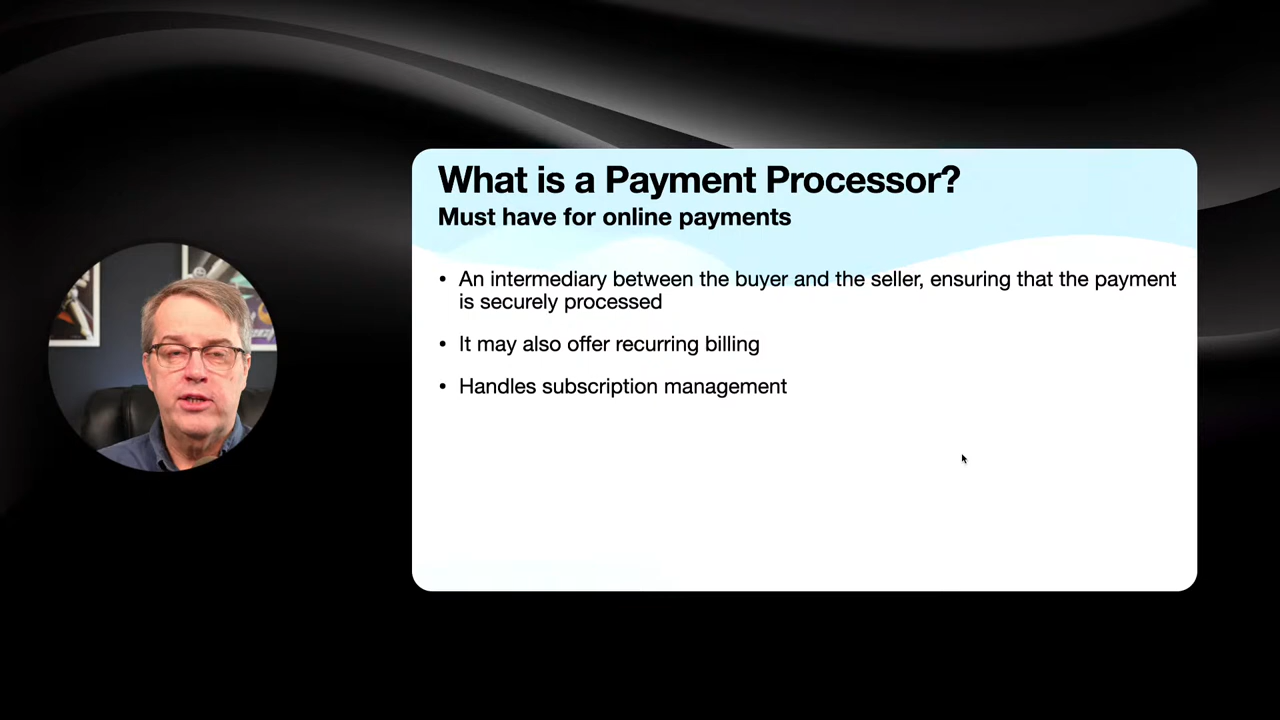 What is a Payment Processor?
Must have for online payments
• An intermediary between the buyer and the seller, ensuring that the payment
is securely processed
• It may also offer recurring billing
• Handles subscription management